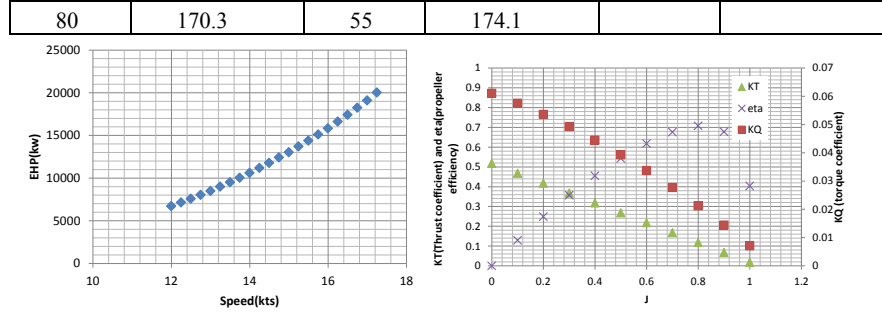 80 170.3 55 174.1
25000
20000
15000
10000
5000
0
10 12 14 16 18
EHP(kw)
Speed(kts)
1
0.9
0.8
0.7
0.6
0.5
0.4
0.3
0.2
0.1
0
0 0.2 0.4 0.6 0.8 1 1.2
KT(Thrust coefficient) and eta(propeller
efficiency)
J
KT
eta
KQ
0.07
0.06
0.05
0.04
0.03
0.02
0.01
0
KQ (torque coefficient)